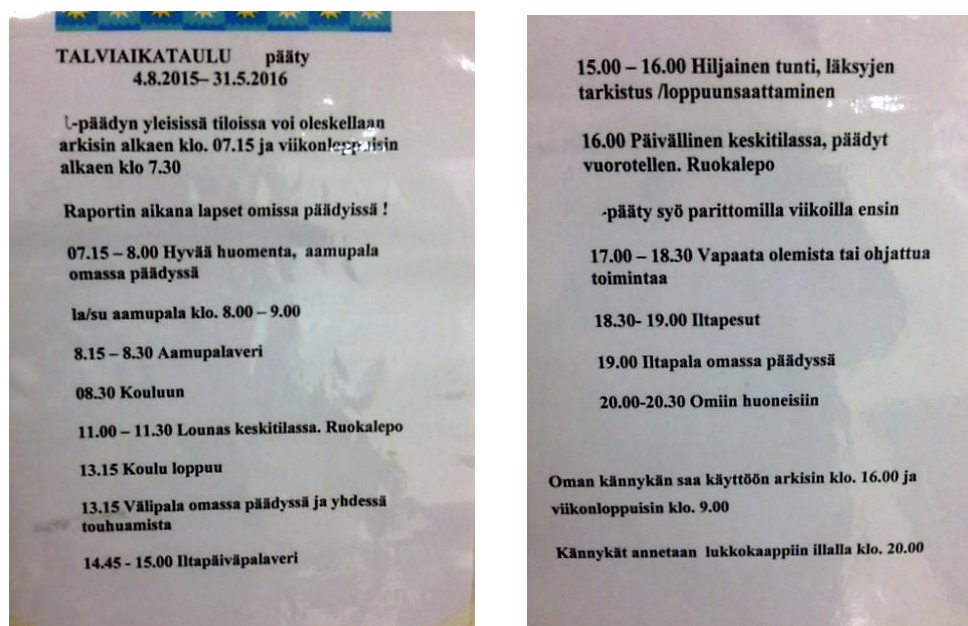 TALVIAIKATAULU pääty
4.8.2015– 31.5.2016
-päädyn yleisissä tiloissa voi oleskellaan
arkisin alkaen klo. 07.15 ja viikonloppuisin
alkaen klo 7.30
Raportin aikana lapset omissa päädyissä !
07.15 – 8.00 Hyvää huomenta, aamupala
omassa päädyssä
la/su aamupala klo. 8.00 – 9.00
8.15 – 8.30 Aamupalaveri
08.30 Kouluun
11.00 – 11.30 Lounas keskitilassa. Ruokalepo
13.15 Koulu loppuu
13.15 Välipala omassa päädyssä ja yhdessä
touhuamista
14.45 - 15.00 Iltapäiväpalaveri
15.00 – 16.00 Hiljainen tunti, läksyjen
tarkistus /loppuunsaattaminen
16.00 Päivällinen keskitilassa, päädyt
vuorotellen. Ruokalepo
-pääty syö parittomilla viikoilla ensin
17.00 – 18.30 Vapaata olemista tai ohjattua
toimintaa
18.30- 19.00 Iltapesut
19.00 Iltapala omassa päädyssä
20.00-20.30 Omiin huoneisiin
Oman kännykän saa käyttöön arkisin klo. 16.00 ja
viikonloppuisin klo. 9.00
Kännykät annetaan lukkokaappiin illalla klo. 20.00